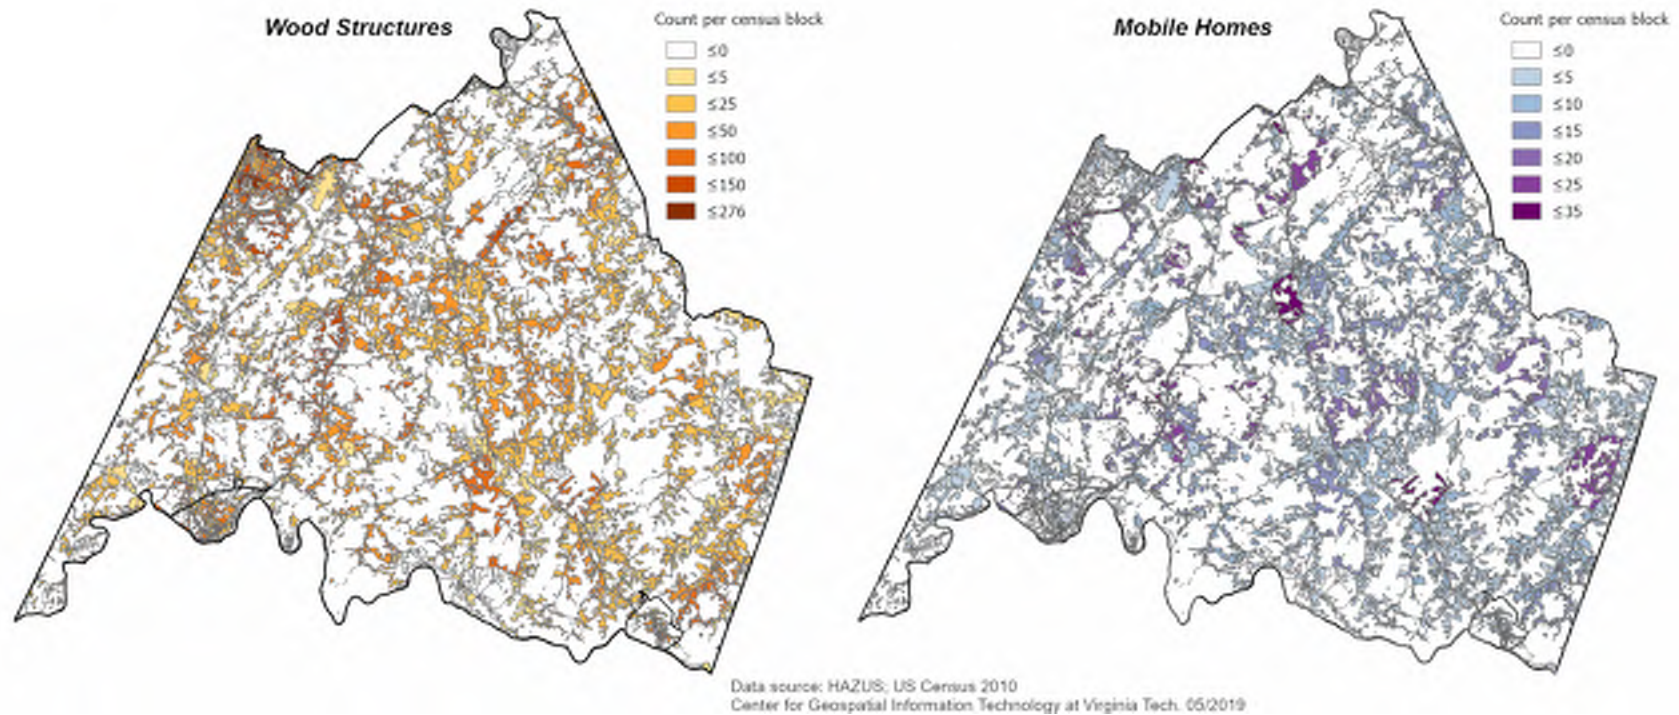 Wood Structures
Count per census block
≤0
≤5
≤25
≤50
≤100
≤150
≤276
Mobile Homes
Count per census block
≤0
≤5
≤10
≤15
≤20
≤25
≤35
Data source: HAZUS; US Census 2010
Center for Geospatial Information Technology at Virginia Tech. 05/2019